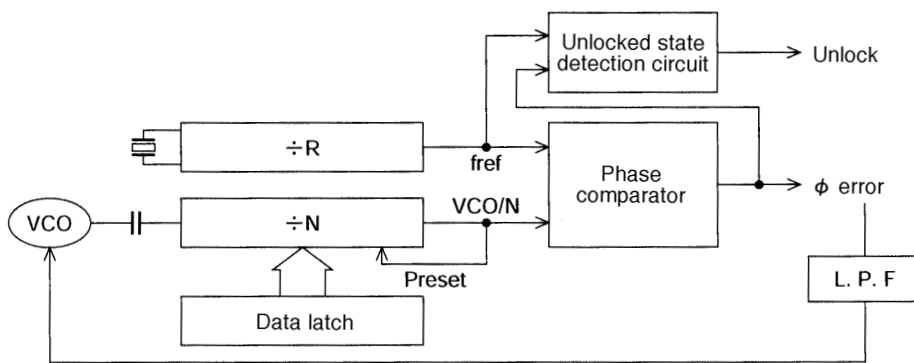 Unlocked state
detection circuit
Unlock
÷R
fref
Phase
comparator
ϕ error
VCO
÷N
VCO/N
Preset
L. P. F
Data latch